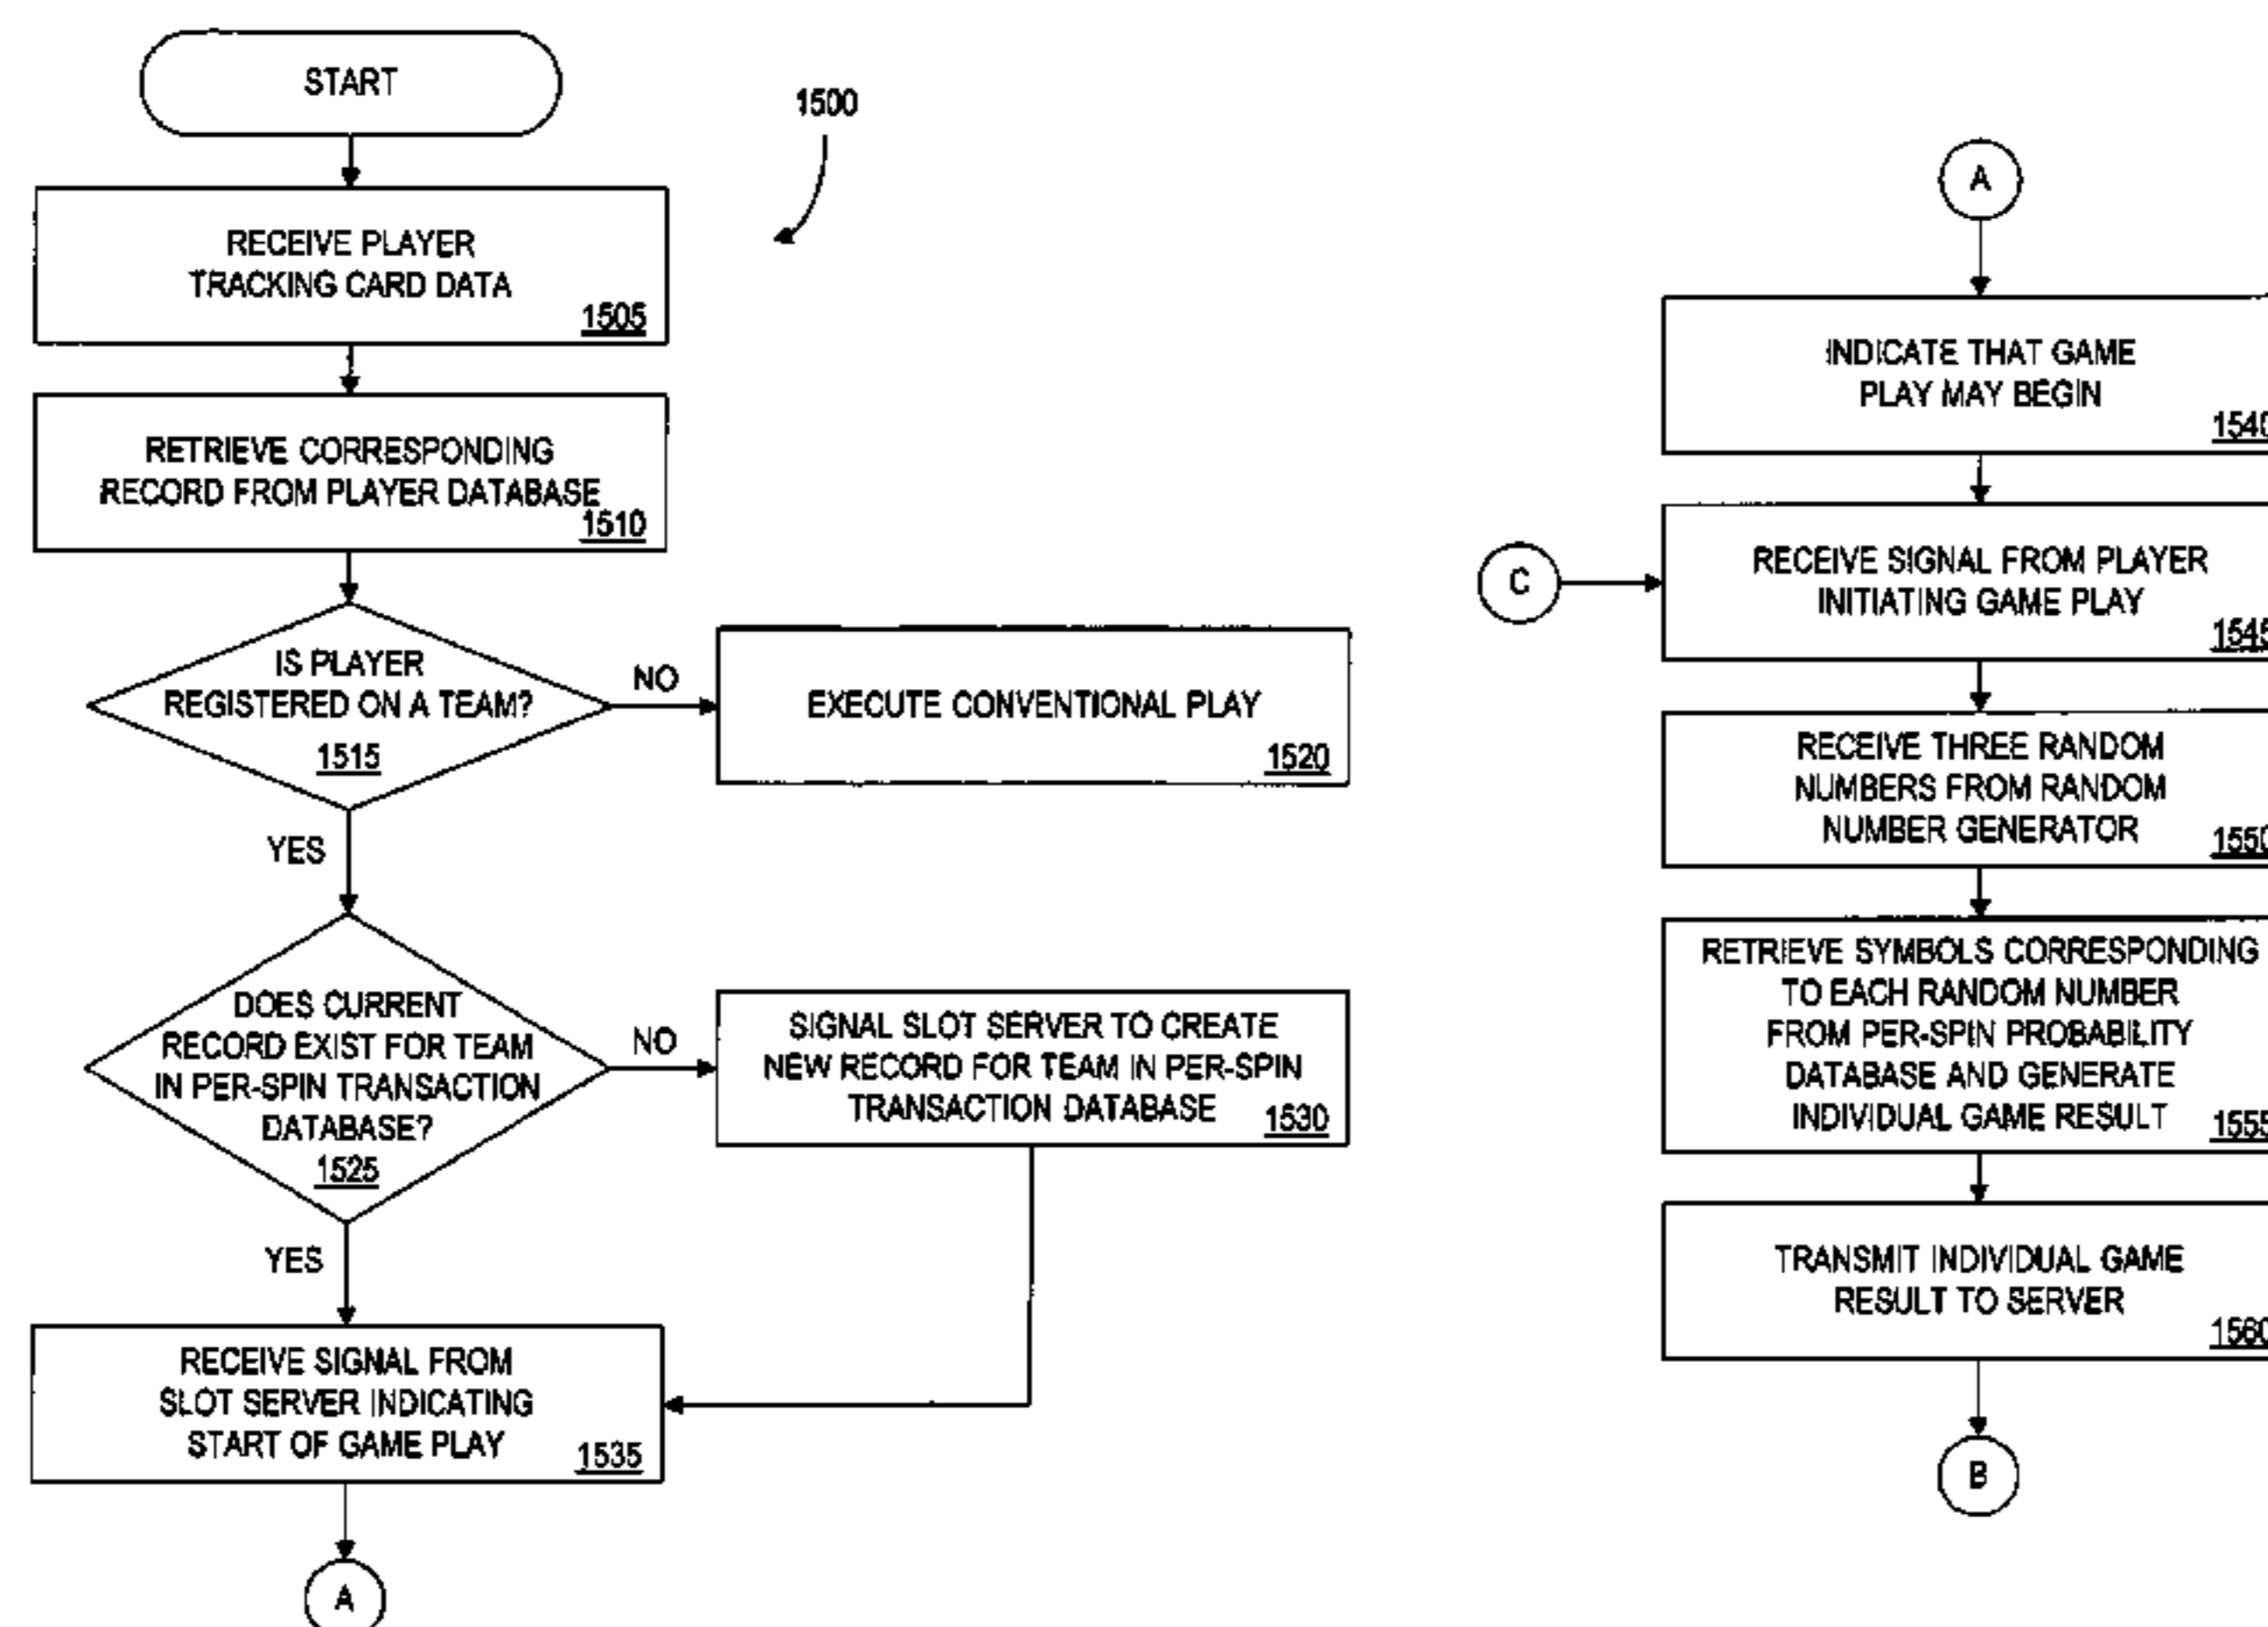 START
1500
RECEIVE PLAYER
TRACKING CARD DATA
1505
RETRIEVE CORRESPONDING
RECORD FROM PLAYER DATABASE
1510
IS PLAYER
REGISTERED ON A TEAM?
1515
NO
EXECUTE CONVENTIONAL PLAY
1520
YES
DOES CURRENT
RECORD EXIST FOR TEAM
IN PER-SPIN TRANSACTION
DATABASE?
1525
NO
SIGNAL SLOT SERVER TO CREATE
NEW RECORD FOR TEAM IN PER-SPIN
TRANSACTION DATABASE
1530
YES
RECEIVE SIGNAL FROM
SLOT SERVER INDICATING
START OF GAME PLAY
1535
A
A
INDICATE THAT GAME
PLAY MAY BEGIN
1540
C
RECEIVE SIGNAL FROM PLAYER
INITIATING GAME PLAY
1545
RECEIVE THREE RANDOM
NUMBERS FROM RANDOM
NUMBER GENERATOR
1550
RETRIEVE SYMBOLS CORRESPONDING
TO EACH RANDOM NUMBER
FROM PER-SPIN PROBABILITY
DATABASE AND GENERATE
INDIVIDUAL GAME RESULT
1555
TRANSMIT INDIVIDUAL GAME
RESULT TO SERVER
1560
B